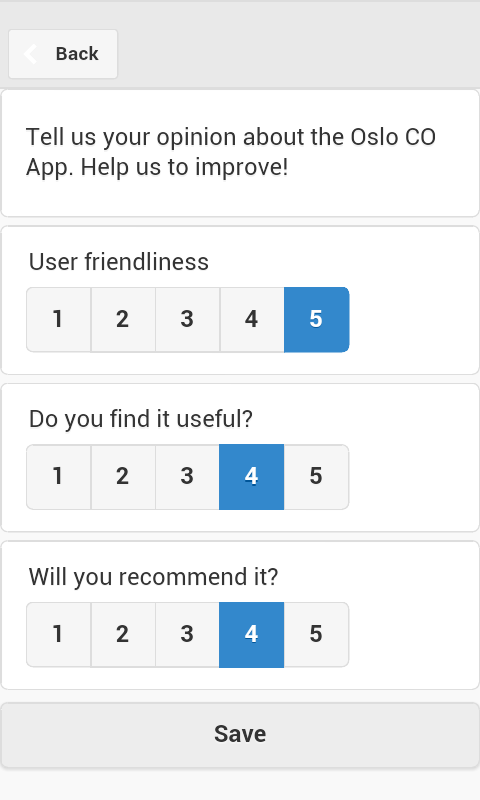 Back
Tell us your opinion about the Oslo CO
App. Help us to improve!
User friendliness
1 2 3 4 5
Do you find it useful?
1 2 3 4 5
Will you recommend it?
1 2 3 4 5
Save